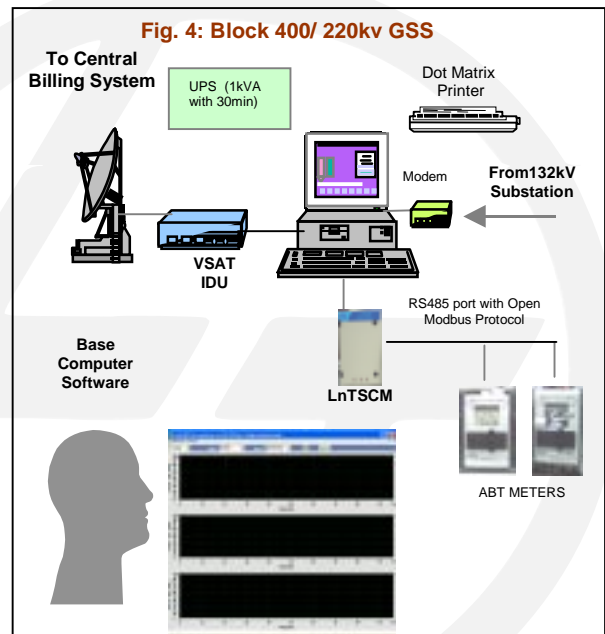 Fig. 4: Block 400/ 220kv GSS
To Central
Billing System
UPS (1kVA
with 30min)
Dot Matrix
Printer
Modem
From132kV
Substation
VSAT
IDU
RS485 port with Open
Modbus Protocol
LnTSCM
Base
Computer
Software
ABT METERS